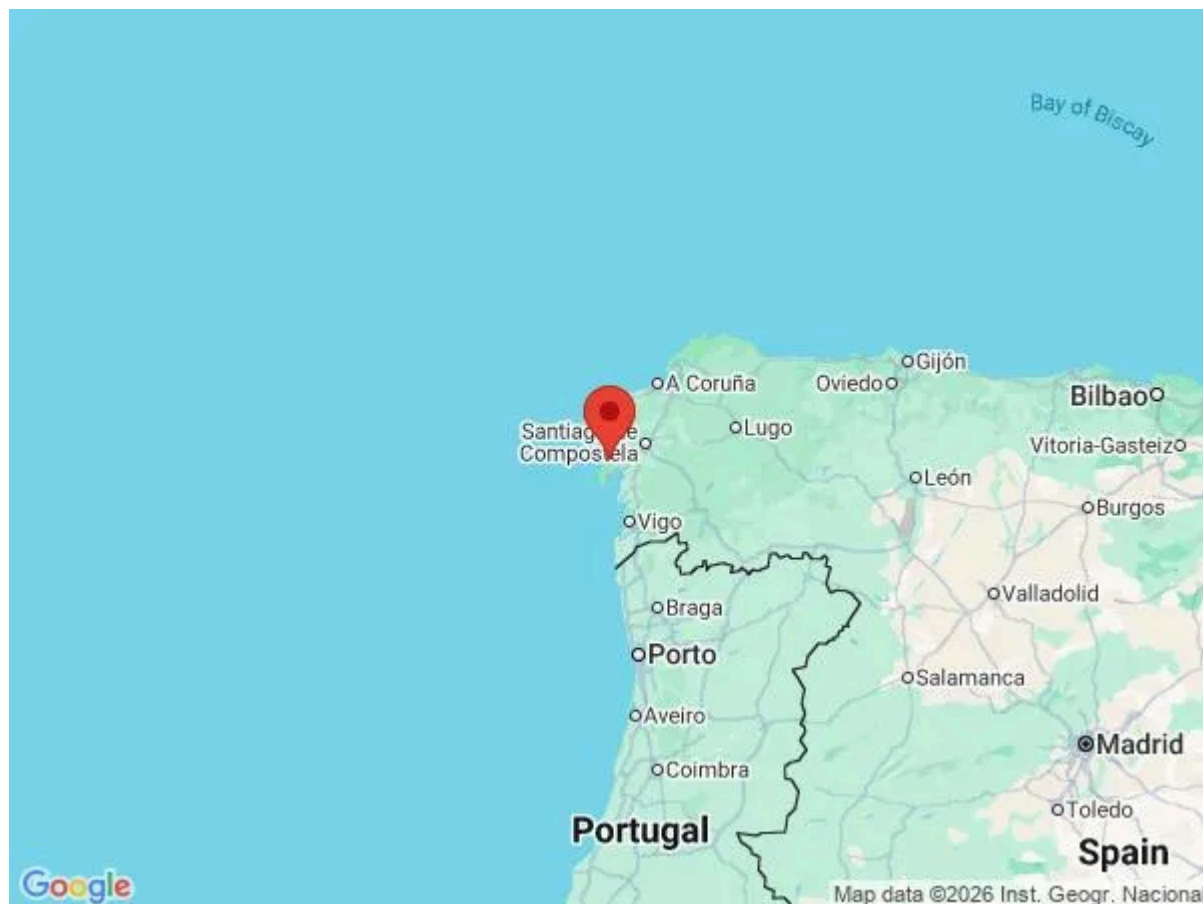 Bay of Biscay
Gijón
A Coruña
Oviedo
Bilbao
Lugo
Santiago de
Compostela
Vitoria-Gasteiz
León
Burgos
Vigo
Valladolid
Braga
Porto
Salamanca
Aveiro
Madrid
Coimbra
Toledo
Portugal
Spain
Google
Map data ©2026 Inst. Geogr. Nacional